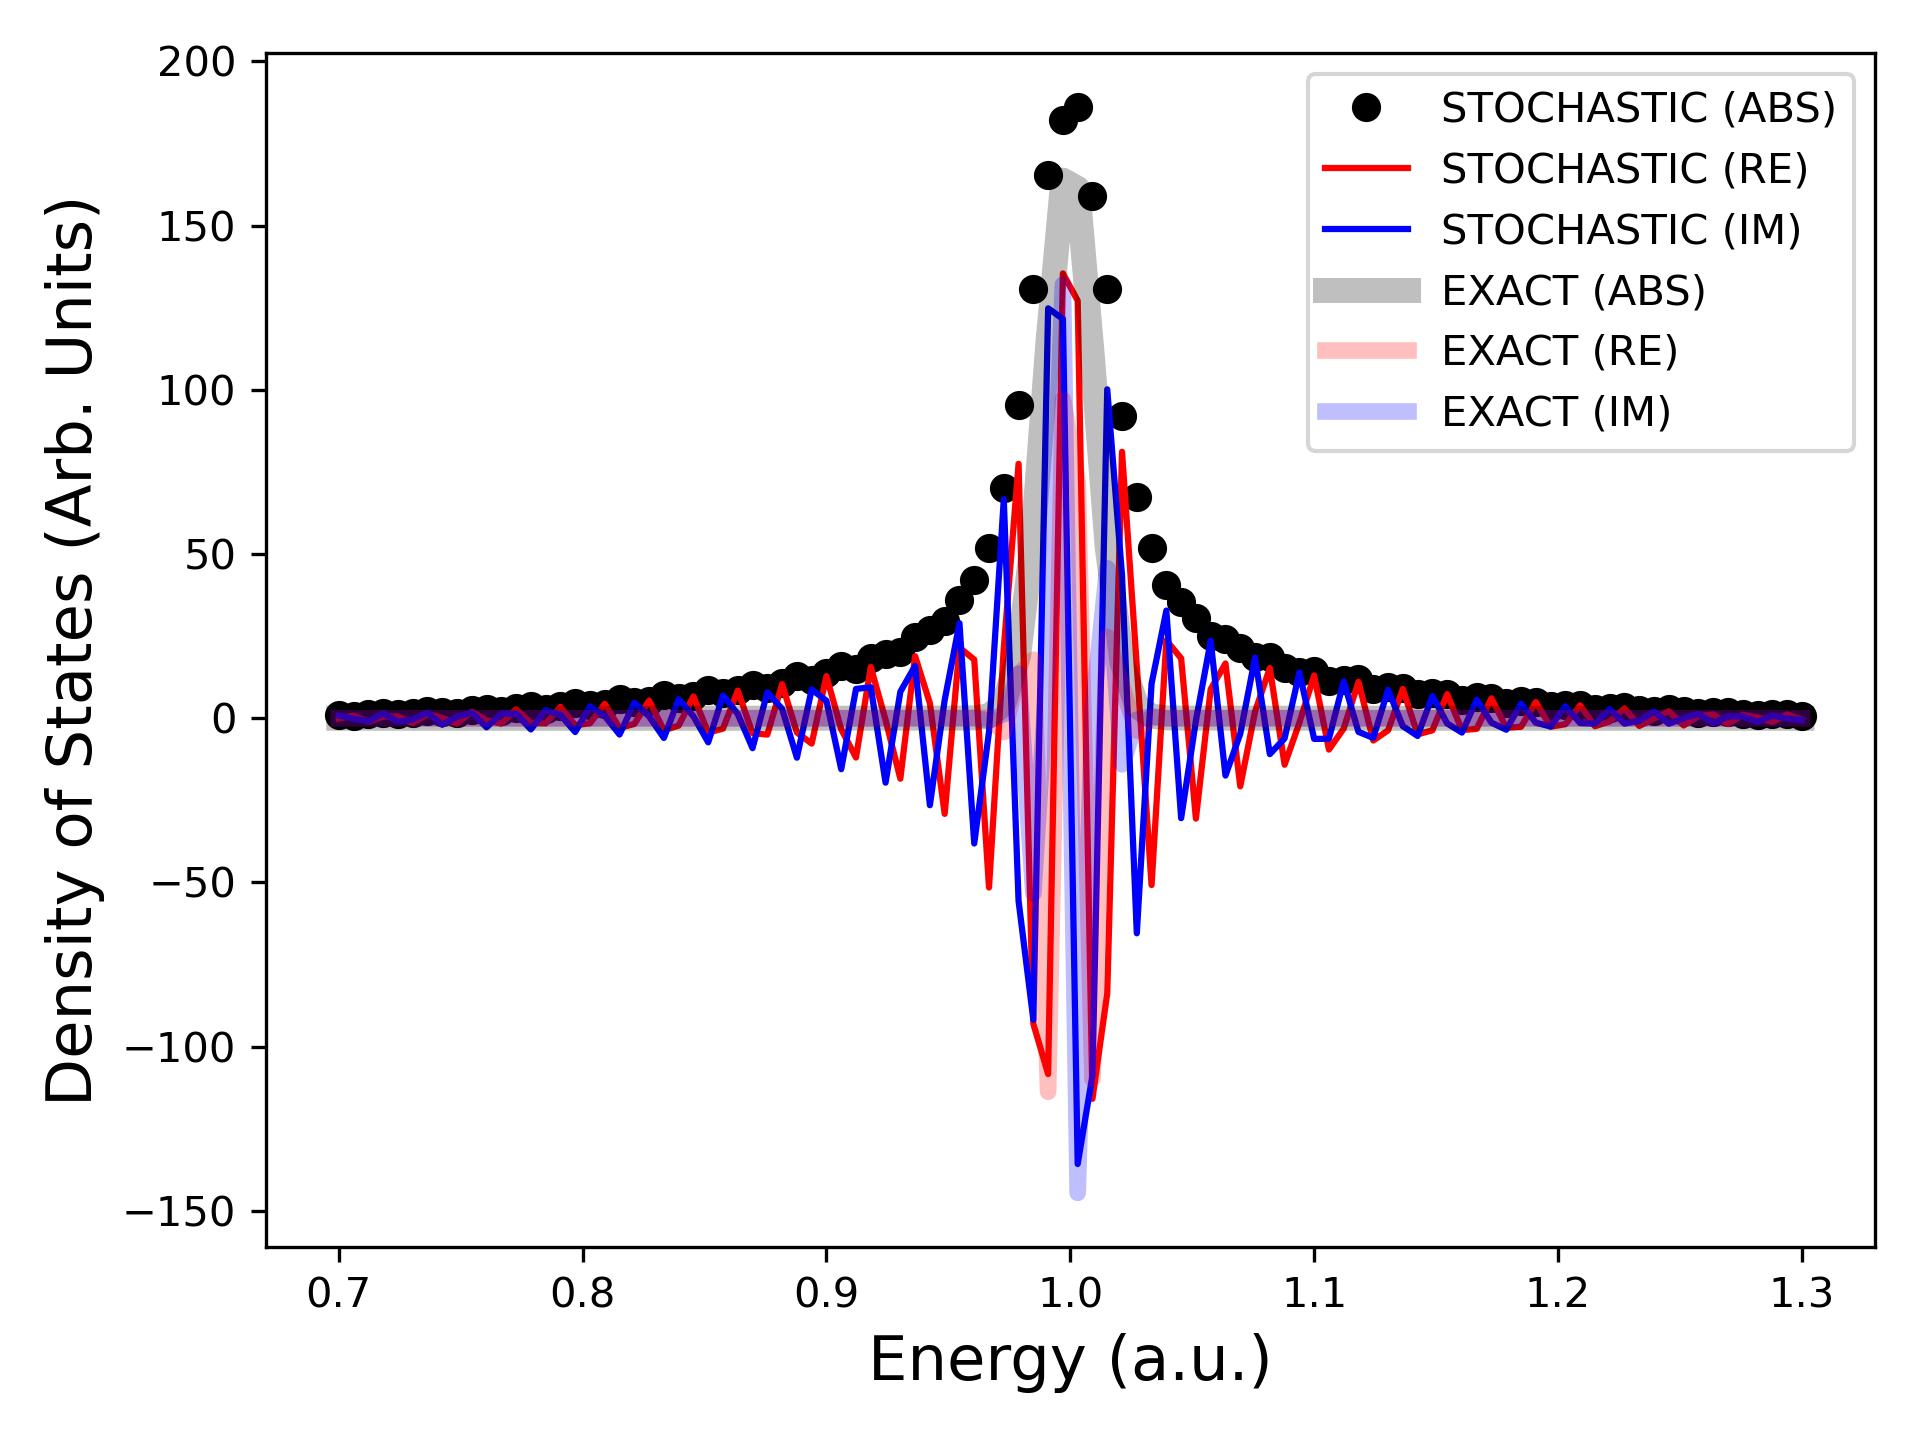 200
150
100
50
0
−50
−100
−150
Density of States (Arb. Units)
STOCHASTIC (ABS)
STOCHASTIC (RE)
STOCHASTIC (IM)
EXACT (ABS)
EXACT (RE)
EXACT (IM)
0.7 0.8 0.9 1.0 1.1 1.2 1.3
Energy (a.u.)